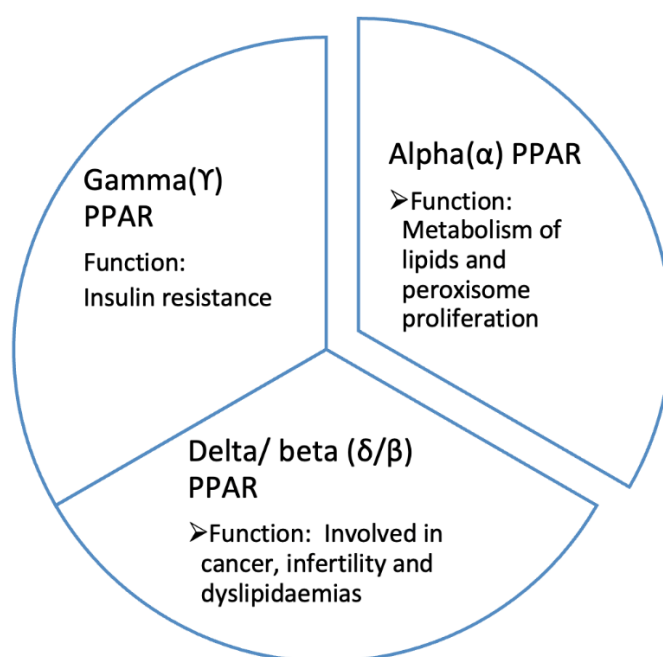 Gamma(ϒ)
PPAR
Function:
Insulin resistance
Alpha(α) PPAR
➢Function:
Metabolism of
lipids and
peroxisome
proliferation
Delta/ beta (δ/β)
PPAR
➢Function:  Involved in
cancer, infertility and
dyslipidaemias